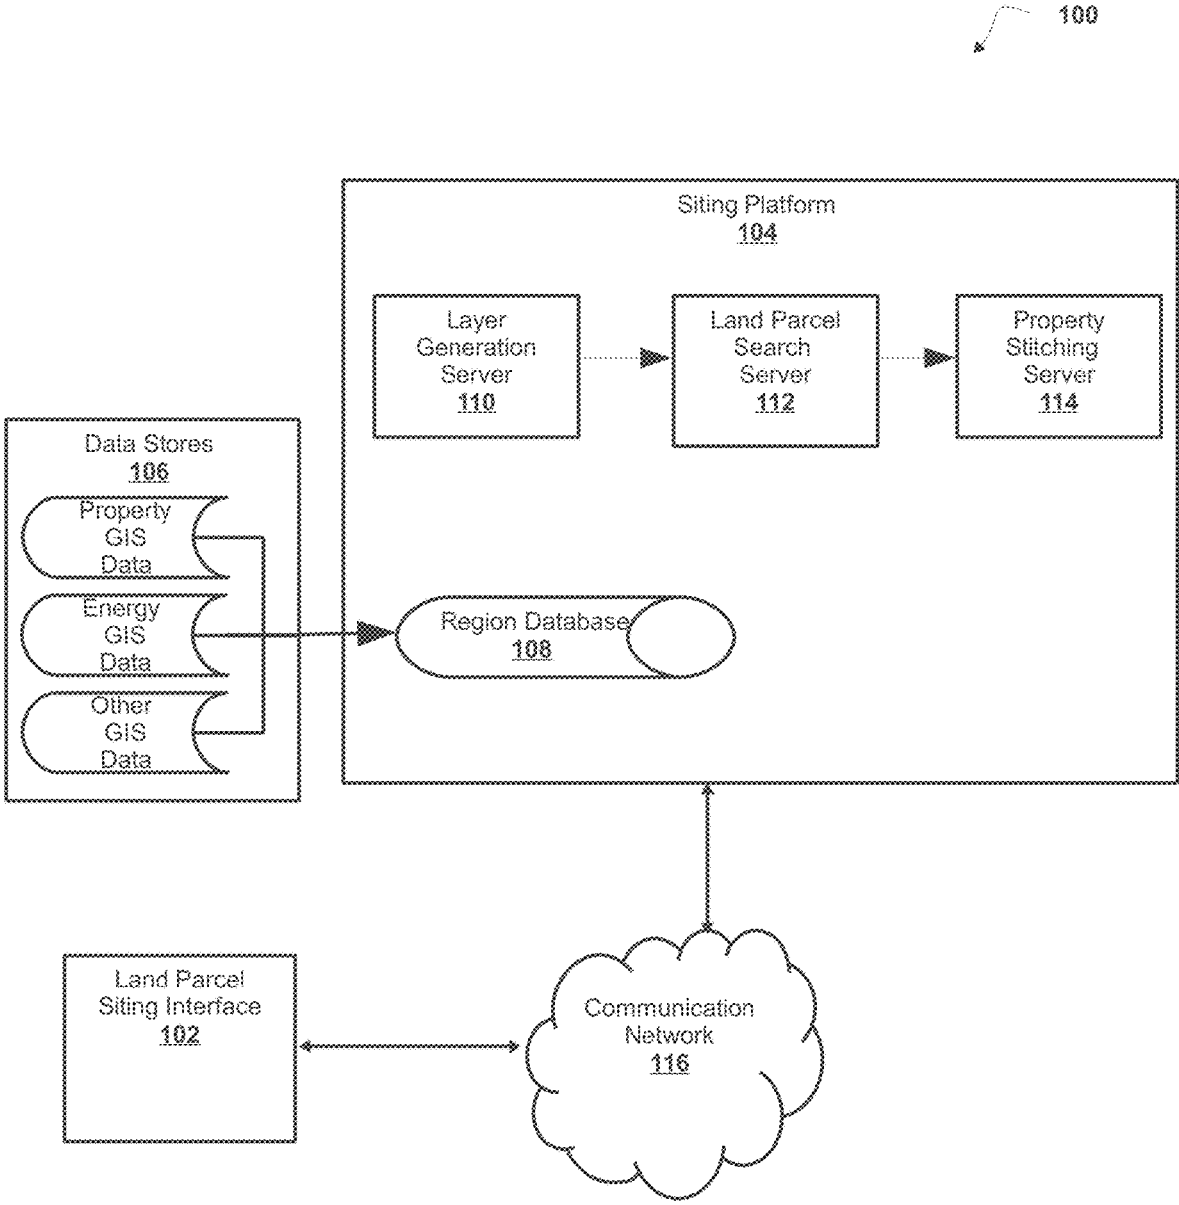 100
Siting Platform
104
Layer
Generation
Server
110
Land Parcel
Search
Server
112
Property
Stitching
Server
114
Data Stores
106
Property
GIS
Data
Energy
GIS
Data
Other
GIS
Data
Region Database
108
Land Parcel
Siting Interface
102
Communication
Network
116